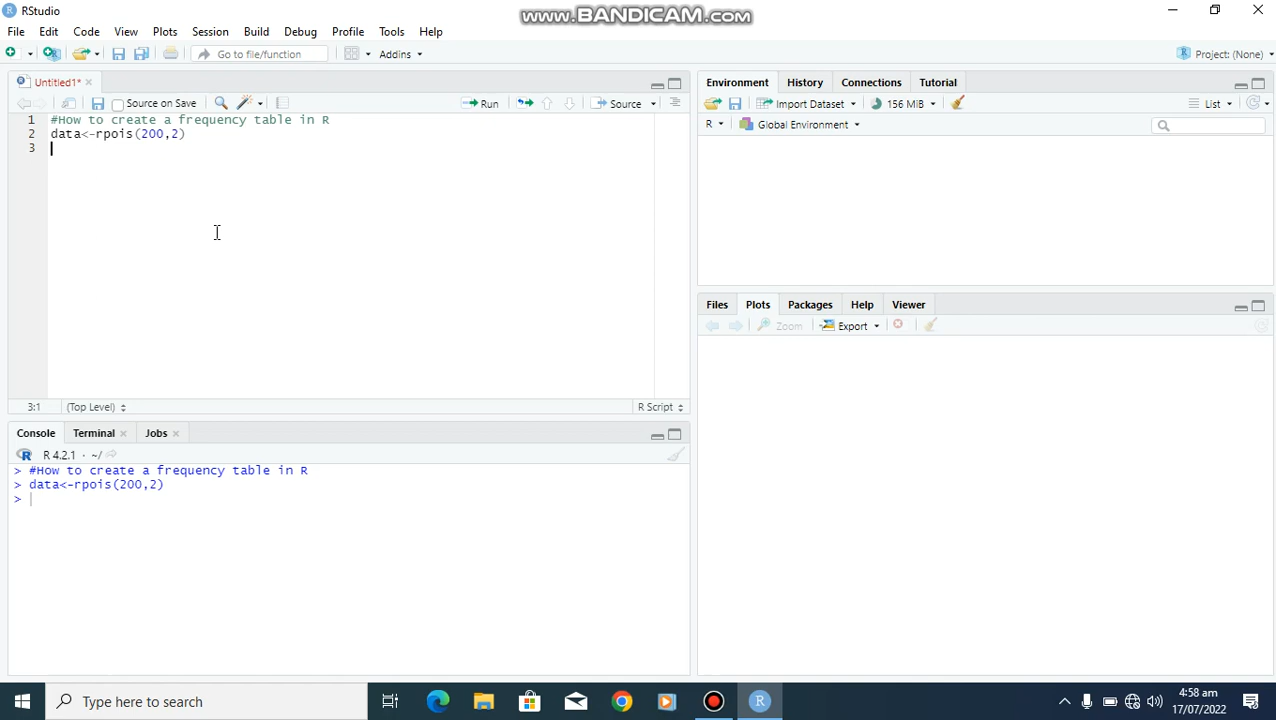 RStudio
www.BANDICAM.com
File Edit Code View Plots Session Build Debug Profile Tools Help
Go to file/function
Addins
Project: (None)
Untitled1*
Source on Save
Run
Source
1 #How to create a frequency table in R
2 data<-rpois(200,2)
3
3:1 (Top Level) R Script
Console Terminal Jobs
R 4.2.1 · ~/
> #How to create a frequency table in R
> data<-rpois(200,2)
>
Environment History Connections Tutorial
Import Dataset 156 MiB List
R Global Environment
Files Plots Packages Help Viewer
Zoom Export
Type here to search
4:58 am
17/07/2022